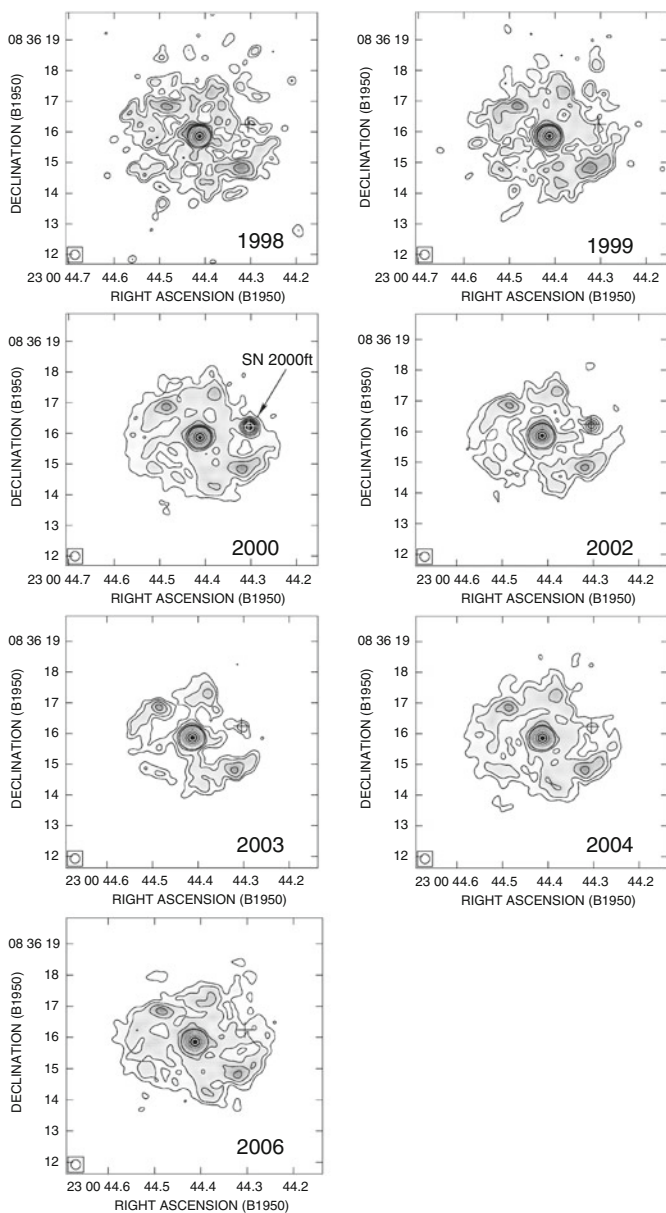 08 36 19
18
17
16
15
14
13
12
DECLINATION (B1950)
1998
23 00 44.7 44.6 44.5 44.4 44.3 44.2
RIGHT ASCENSION (B1950)
08 36 19
18
17
16
15
14
13
12
DECLINATION (B1950)
1999
23 00 44.7 44.6 44.5 44.4 44.3 44.2
RIGHT ASCENSION (B1950)
08 36 19
18
17
16
15
14
13
12
DECLINATION (B1950)
SN 2000ft
2000
23 00 44.7 44.6 44.5 44.4 44.3 44.2
RIGHT ASCENSION (B1950)
08 36 19
18
17
16
15
14
13
12
DECLINATION (B1950)
2002
23 00 44.6 44.5 44.4 44.3 44.2
RIGHT ASCENSION (B1950)
08 36 19
18
17
16
15
14
13
12
DECLINATION (B1950)
2003
23 00 44.6 44.5 44.4 44.3 44.2
RIGHT ASCENSION (B1950)
08 36 19
18
17
16
15
14
13
12
DECLINATION (B1950)
2004
23 00 44.6 44.5 44.4 44.3 44.2
RIGHT ASCENSION (B1950)
08 36 19
18
17
16
15
14
13
12
DECLINATION (B1950)
2006
23 00 44.6 44.5 44.4 44.3 44.2
RIGHT ASCENSION (B1950)